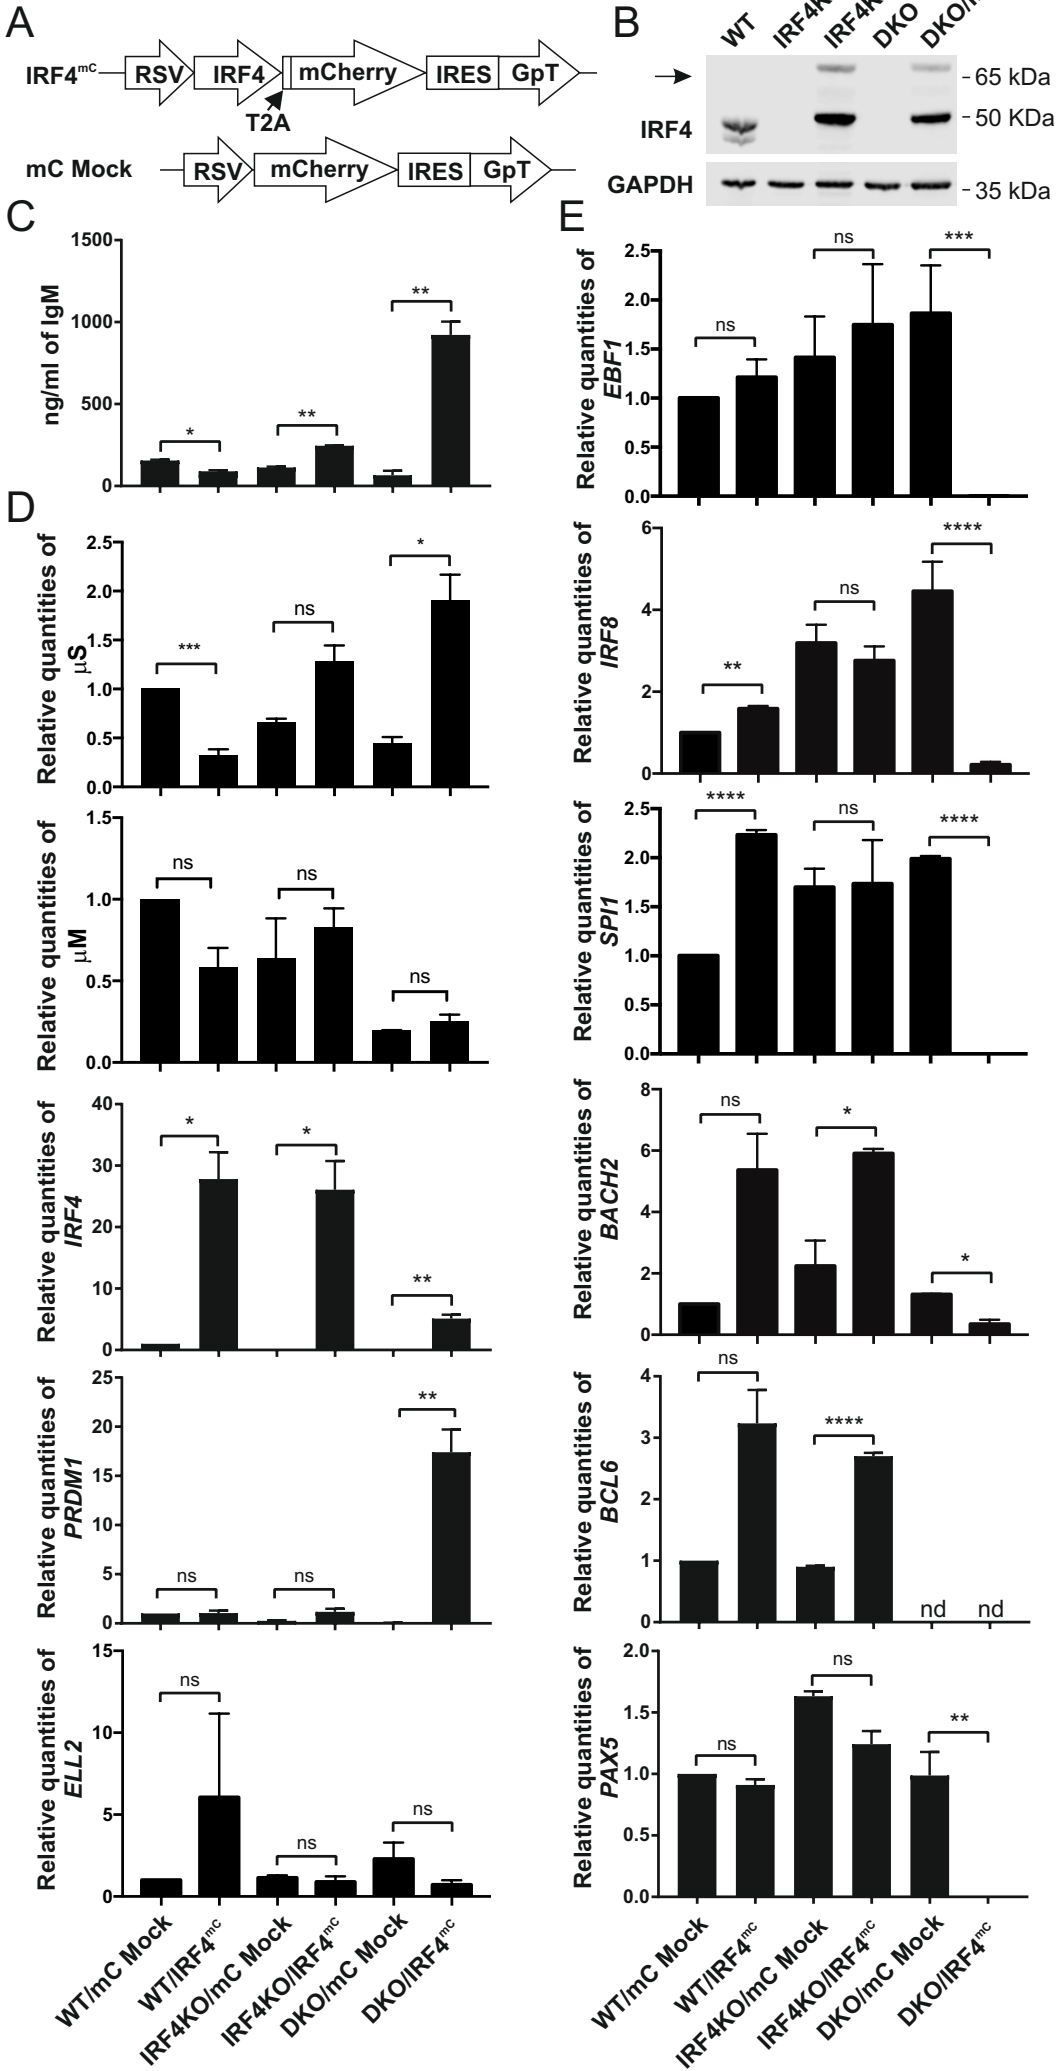 A
IRF4mC
RSV
IRF4
mCherry
IRES
GpT
T2A
mC Mock
RSV
mCherry
IRES
GpT
B
WT
DKO
65 kDa
50 KDa
IRF4
GAPDH
35 kDa
C
ng/ml of IgM
1500
1000
500
0
*
**
**
D
Relative quantities of
μS
2.5
2.0
1.5
1.0
0.5
0.0
***
ns
*
Relative quantities of
μM
1.5
1.0
0.5
0.0
ns
ns
ns
Relative quantities of
IRF4
40
30
20
10
0
*
*
**
Relative quantities of
PRDM1
25
20
15
10
5
0
ns
ns
**
Relative quantities of
ELL2
15
10
5
0
ns
ns
ns
WT/mC Mock
WT/IRF4mC
IRF4KO/mC Mock
IRF4KO/IRF4mC
DKO/mC Mock
DKO/IRF4mC
E
Relative quantities of
EBF1
2.5
2.0
1.5
1.0
0.5
0.0
ns
ns
***
Relative quantities of
IRF8
6
4
2
0
**
ns
****
Relative quantities of
SPI1
2.5
2.0
1.5
1.0
0.5
0.0
****
ns
****
Relative quantities of
BACH2
8
6
4
2
0
ns
*
*
Relative quantities of
BCL6
4
3
2
1
0
ns
****
nd
nd
Relative quantities of
PAX5
2.0
1.5
1.0
0.5
0.0
ns
ns
**
WT/mC Mock
WT/IRF4mC
IRF4KO/mC Mock
IRF4KO/IRF4mC
DKO/mC Mock
DKO/IRF4mC